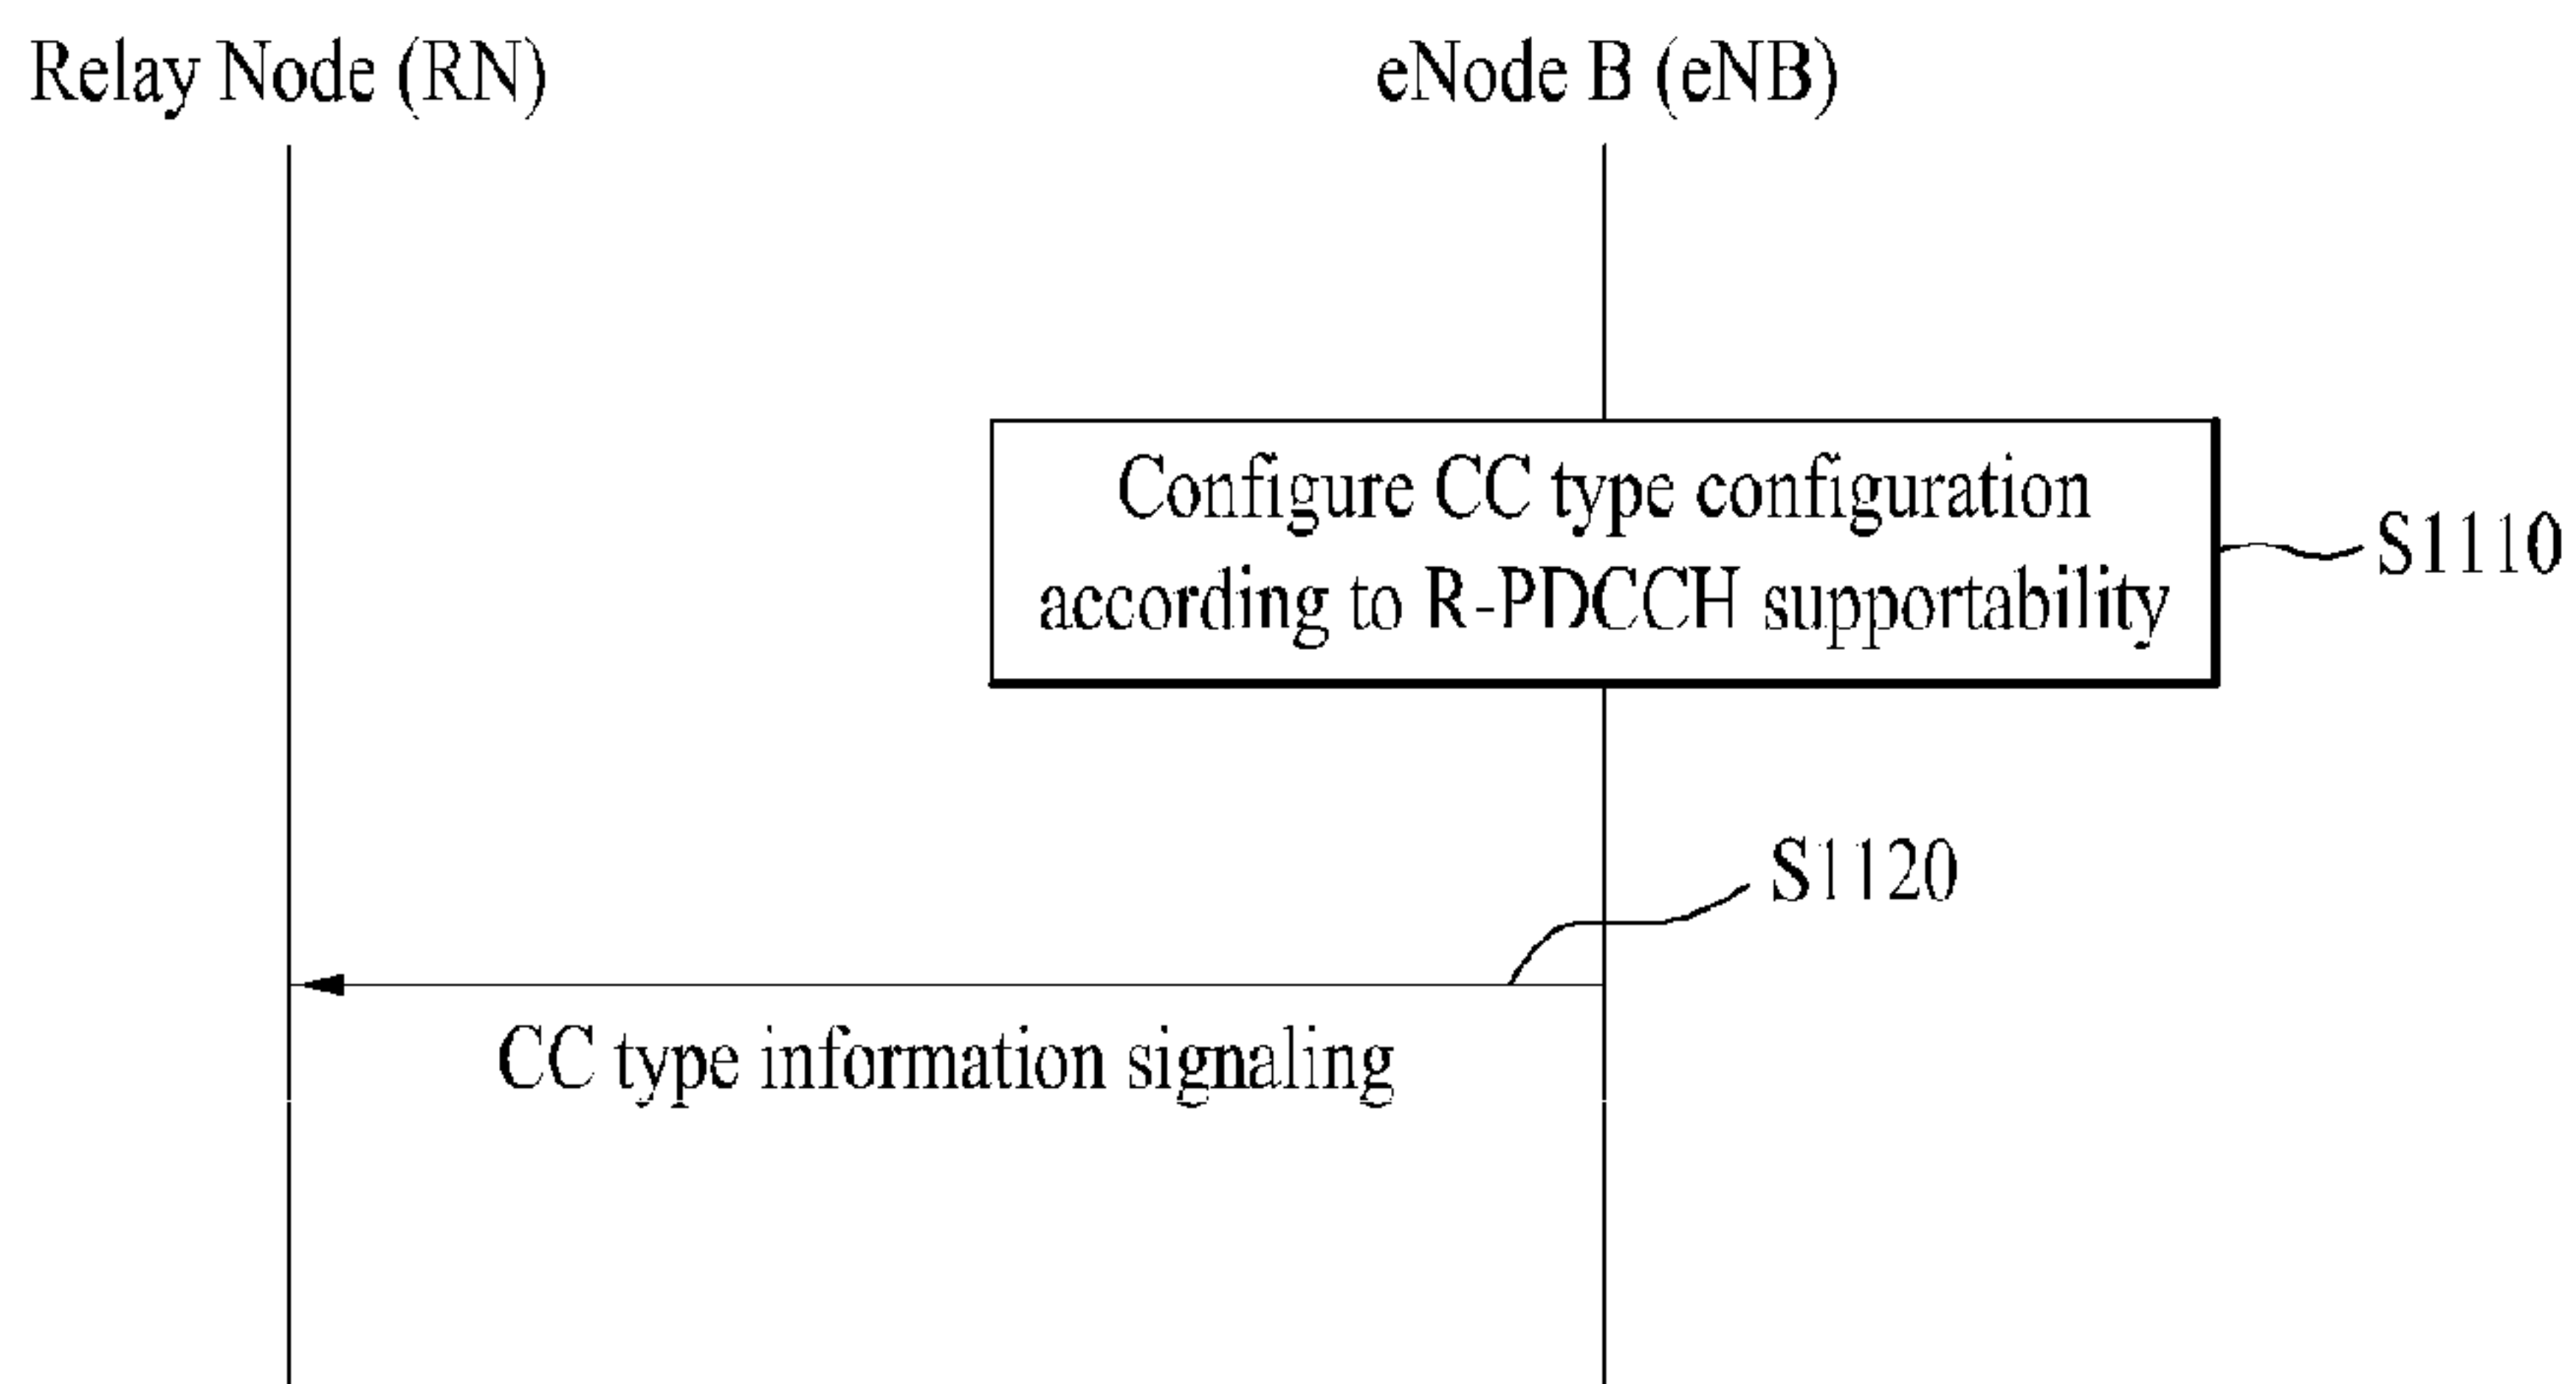 Relay Node (RN)
eNode B (eNB)
Configure CC type configuration
according to R-PDCCH supportability
S1110
S1120
CC type information signaling